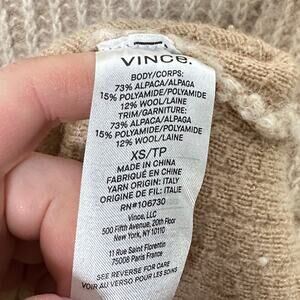 VINCE.
BODY/CORPS:
73% ALPACA/ALPAGA
15% POLYAMIDE/POLYAMIDE
12% WOOL/LAINE
TRIM/GARNITURE:
73% ALPACA/ALPAGA
15% POLYAMIDE/POLYAMIDE
12% WOOL/LAINE
XS/TP
MADE IN CHINA
FABRIQUÉ EN CHINE
YARN ORIGIN: ITALY
ORIGINE DE FIL: ITALIE
RN#106730
Vince, LLC
500 Fifth Avenue, 20th Floor
New York, NY 10110
11 Rue Saint Florentin
75008 Paris France
SEE REVERSE FOR CARE
VOIR VERSO POUR LES SOINS